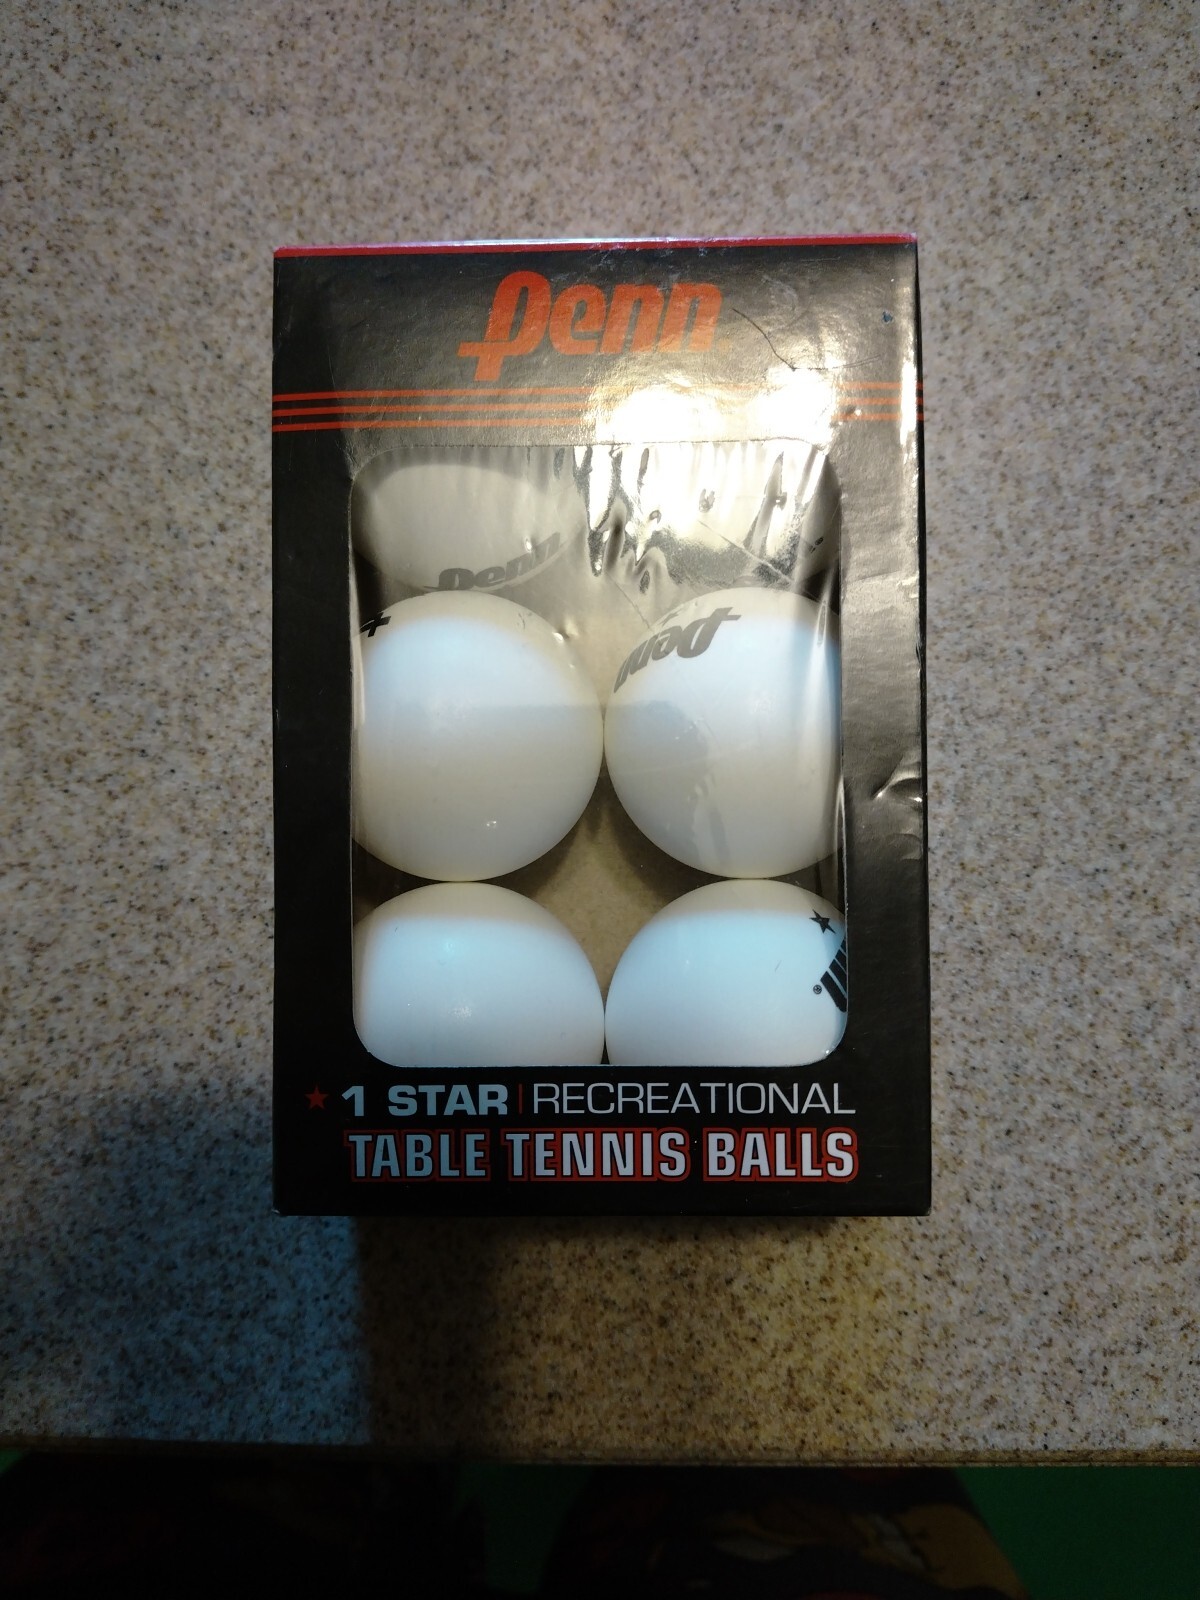 Penn
Penn
Penn
★ 1 STAR | RECREATIONAL
TABLE TENNIS BALLS